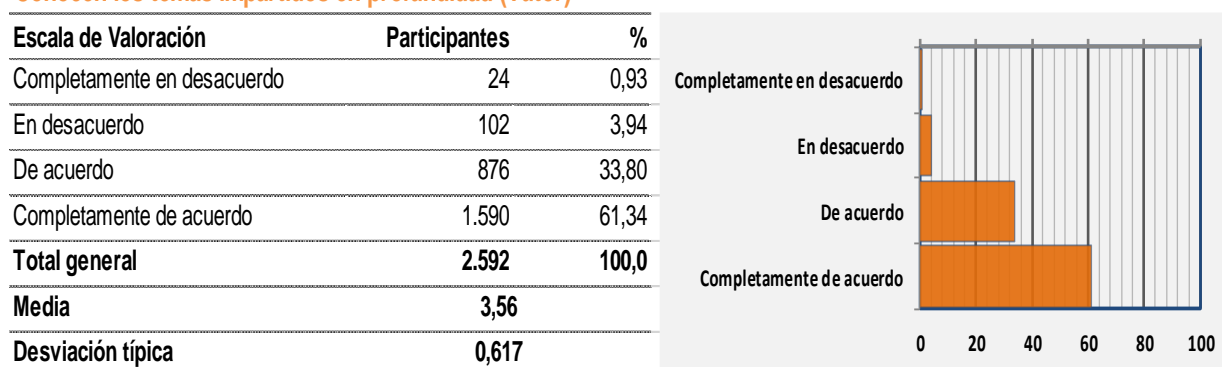 Escala de Valoración Participantes %
Completamente en desacuerdo 24 0,93
En desacuerdo 102 3,94
De acuerdo 876 33,80
Completamente de acuerdo 1.590 61,34
Total general 2.592 100,0
Media 3,56
Desviación típica 0,617
Completamente en desacuerdo
En desacuerdo
De acuerdo
Completamente de acuerdo
0 20 40 60 80 100